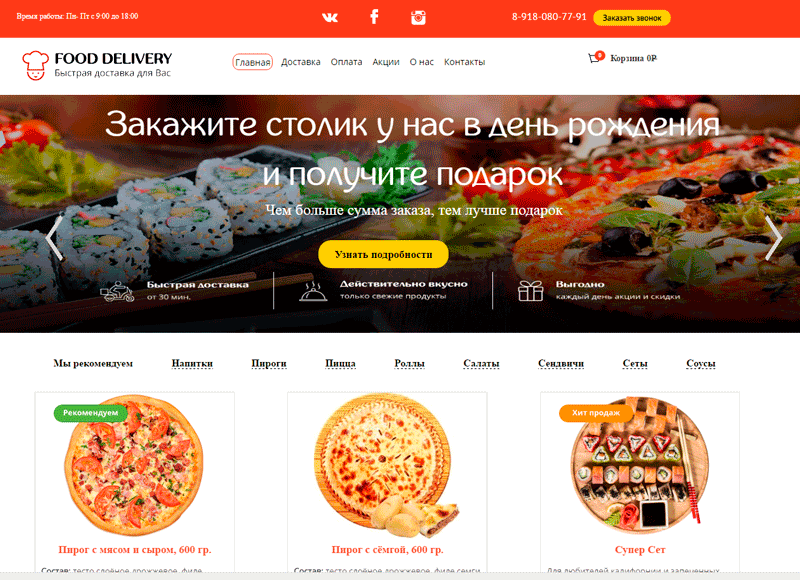 Время работы: Пн- Пт с 9:00 до 18:00
8-918-080-77-91
Заказать звонок
FOOD DELIVERY
Быстрая доставка для Вас
Главная Доставка Оплата Акции О нас Контакты
0
Корзина 0₽
Закажите столик у нас в день рождения
и получите подарок
Чем больше сумма заказа, тем лучше подарок
Узнать подробности
Быстрая доставка
от 30 мин.
Действительно вкусно
только свежие продукты
Выгодно
каждый день акции и скидки
Мы рекомендуем Напитки Пироги Пицца Роллы Салаты Сендвичи Сеты Соусы
Рекомендуем
Хит продаж
Пирог с мясом и сыром, 600 гр.
Пирог с сёмгой, 600 гр.
Супер Сет
Состав: тесто слоёное дрожжевое, филе
Состав: тесто слоёное дрожжевое, филе семги
Для любителей калифорнии и запеченных